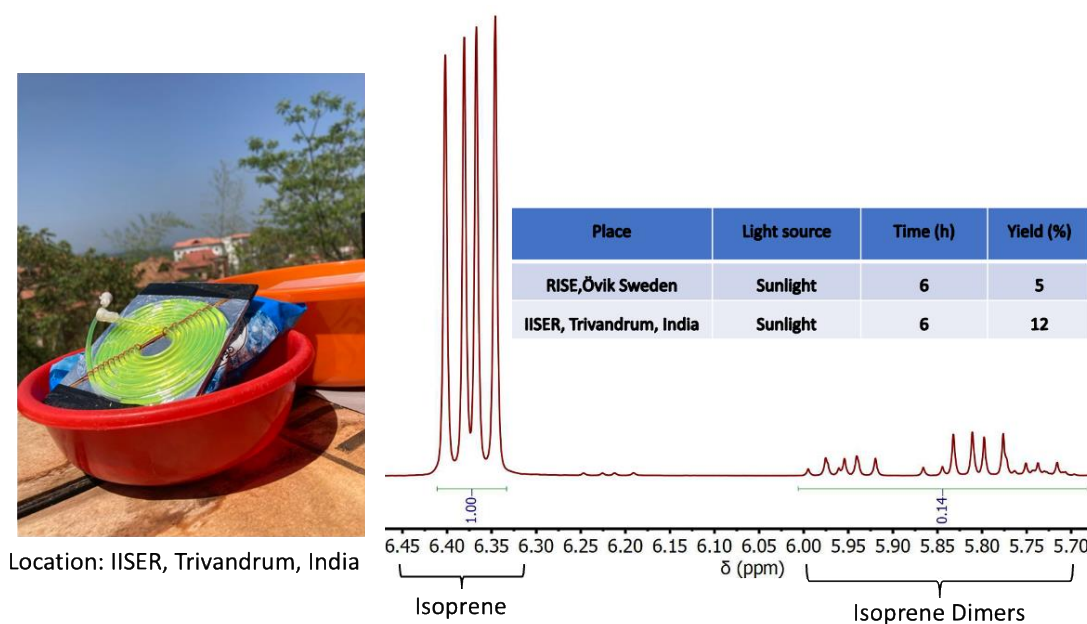 Place Light source Time (h) Yield (%)
RISE,Övik Sweden Sunlight 6 5
IISER, Trivandrum, India Sunlight 6 12
1.00
0.14
6.45 6.40 6.35 6.30 6.25 6.20 6.15 6.10 6.05 6.00 5.95 5.90 5.85 5.80 5.75 5.70
δ (ppm)
Location: IISER, Trivandrum, India
Isoprene
Isoprene Dimers